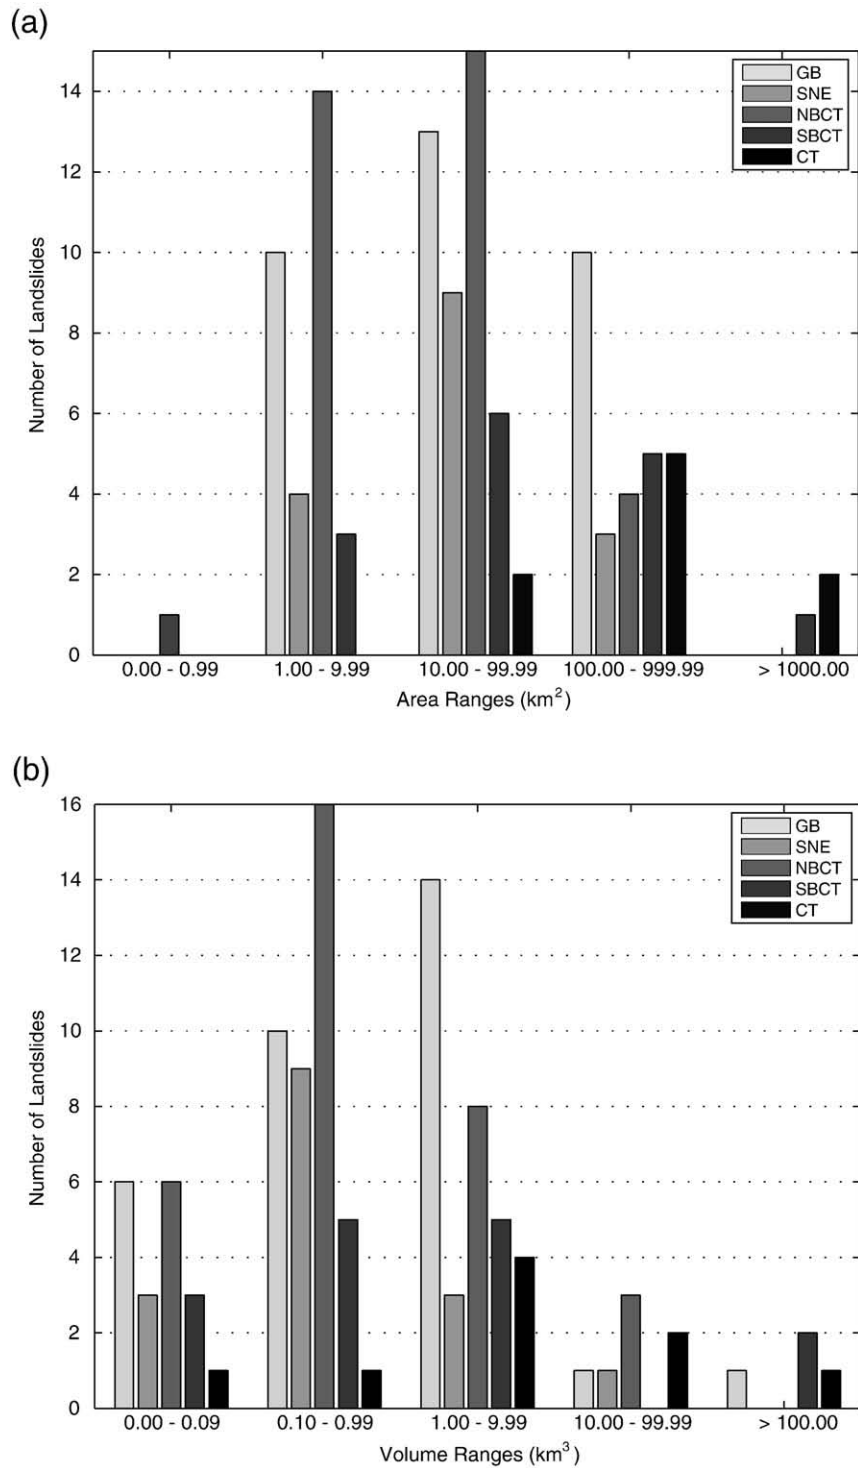 (a)
14
12
10
8
6
4
2
0
Number of Landslides
GB
SNE
NBCT
SBCT
CT
0.00 - 0.99 1.00 - 9.99 10.00 - 99.99 100.00 - 999.99 > 1000.00
Area Ranges (km²)
(b)
16
14
12
10
8
6
4
2
0
Number of Landslides
GB
SNE
NBCT
SBCT
CT
0.00 - 0.09 0.10 - 0.99 1.00 - 9.99 10.00 - 99.99 > 100.00
Volume Ranges (km³)